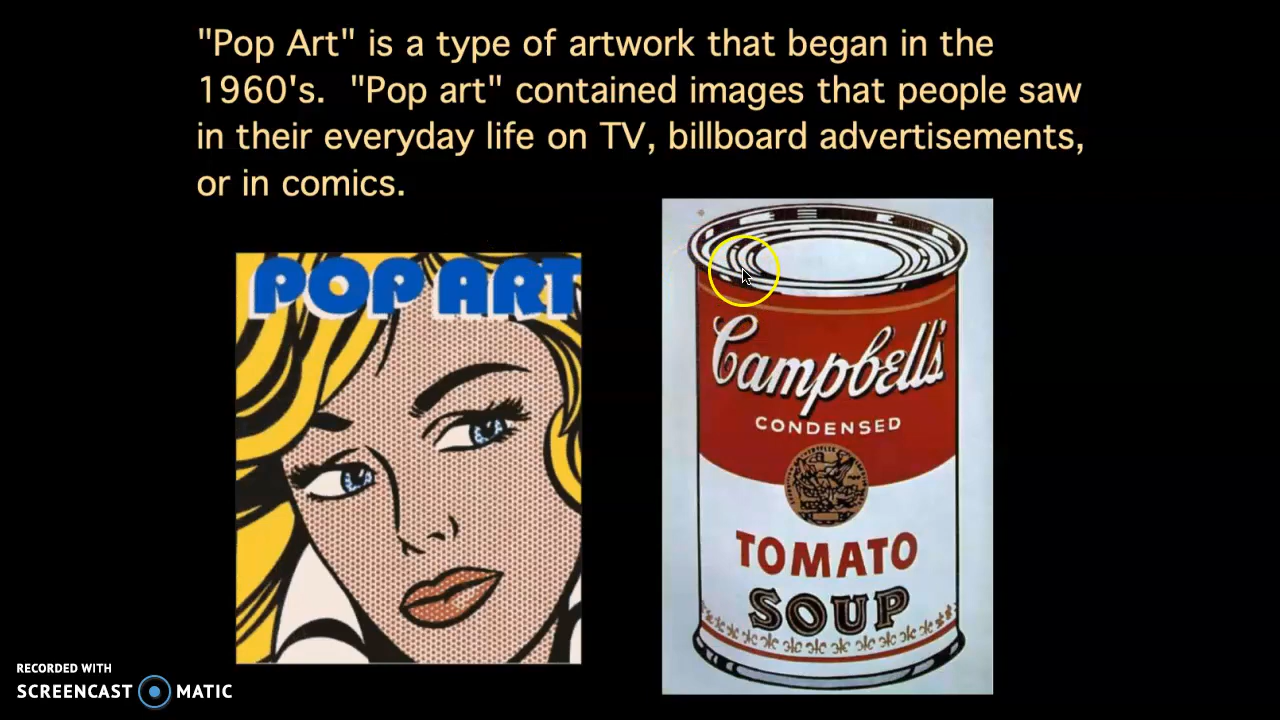 "Pop Art" is a type of artwork that began in the
1960's.  "Pop art" contained images that people saw
in their everyday life on TV, billboard advertisements,
or in comics.
POP ART
Campbell's
CONDENSED
TOMATO
SOUP
RECORDED WITH
SCREENCAST MATIC